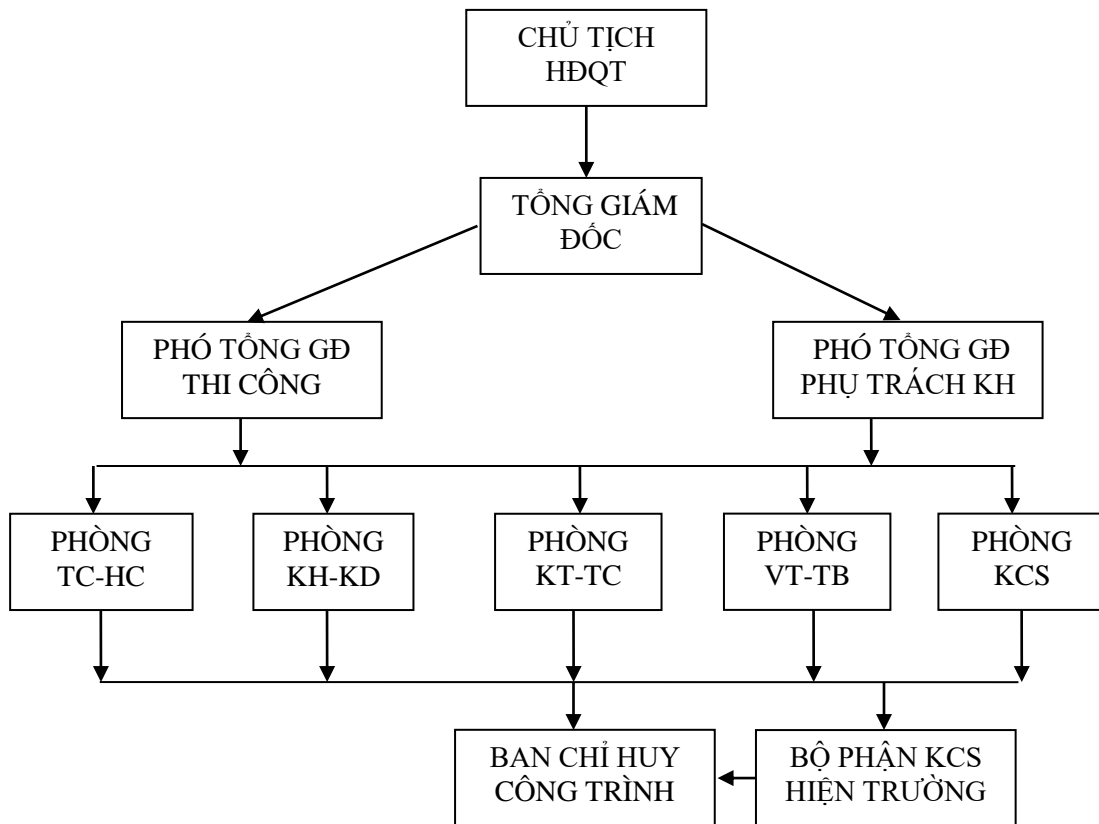 CHỦ TỊCH
HĐQT
TỔNG GIÁM
ĐỐC
PHÓ TỔNG GĐ
THI CÔNG
PHÓ TỔNG GĐ
PHỤ TRÁCH KH
PHÒNG
TC-HC
PHÒNG
KH-KD
PHÒNG
KT-TC
PHÒNG
VT-TB
PHÒNG
KCS
BAN CHỈ HUY
CÔNG TRÌNH
BỘ PHẬN KCS
HIỆN TRƯỜNG